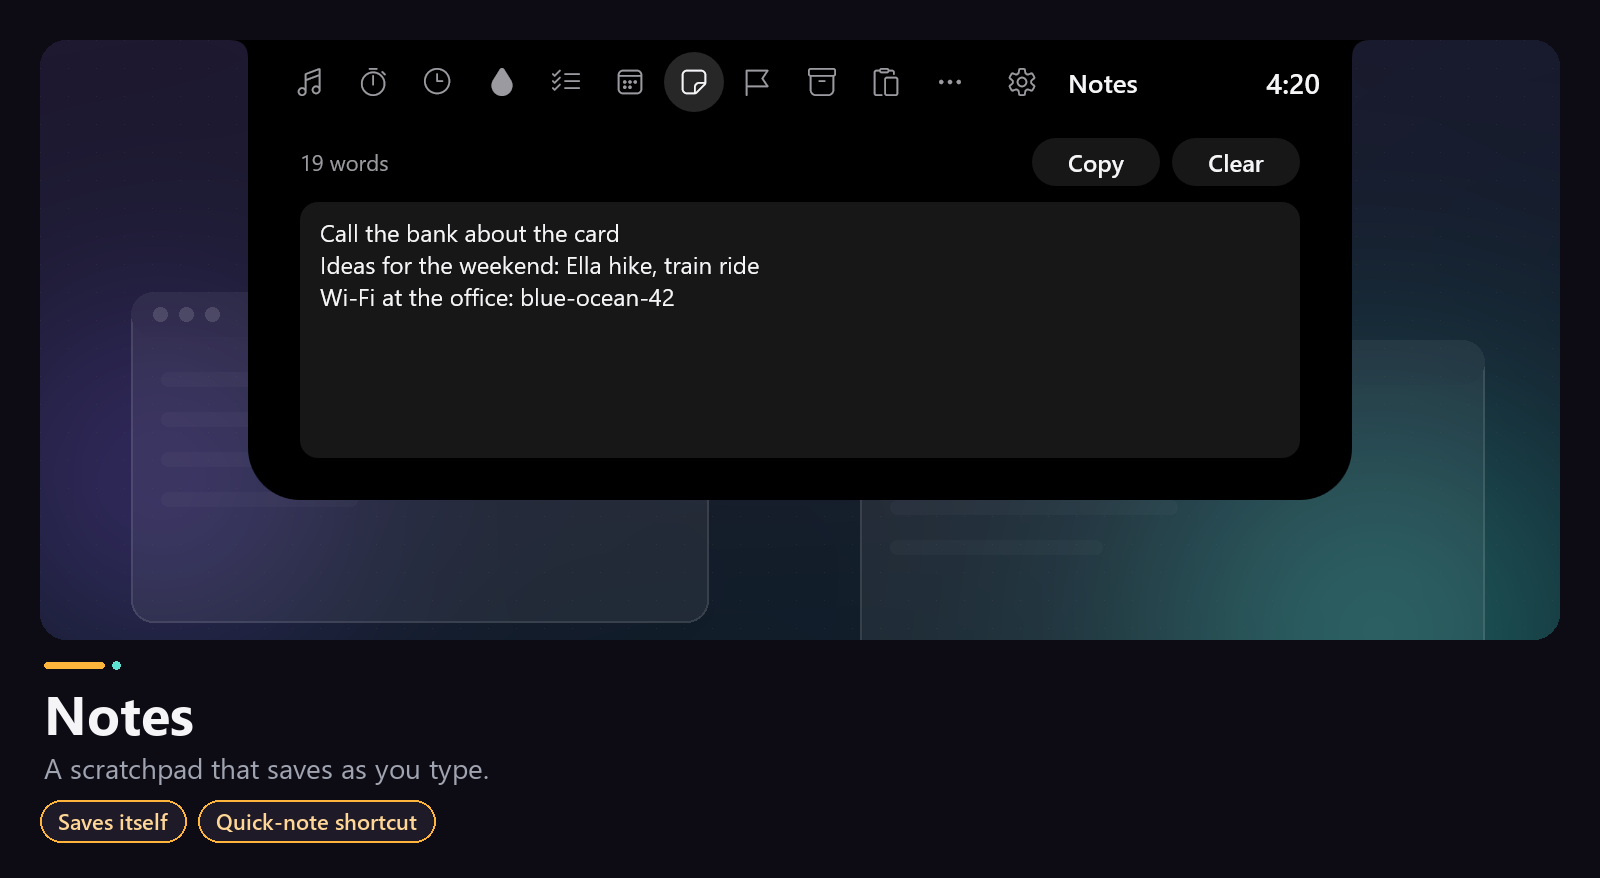 Notes
4:20
19 words
Copy
Clear
Call the bank about the card
Ideas for the weekend: Ella hike, train ride
Wi-Fi at the office: blue-ocean-42
Notes
A scratchpad that saves as you type.
Saves itself
Quick-note shortcut